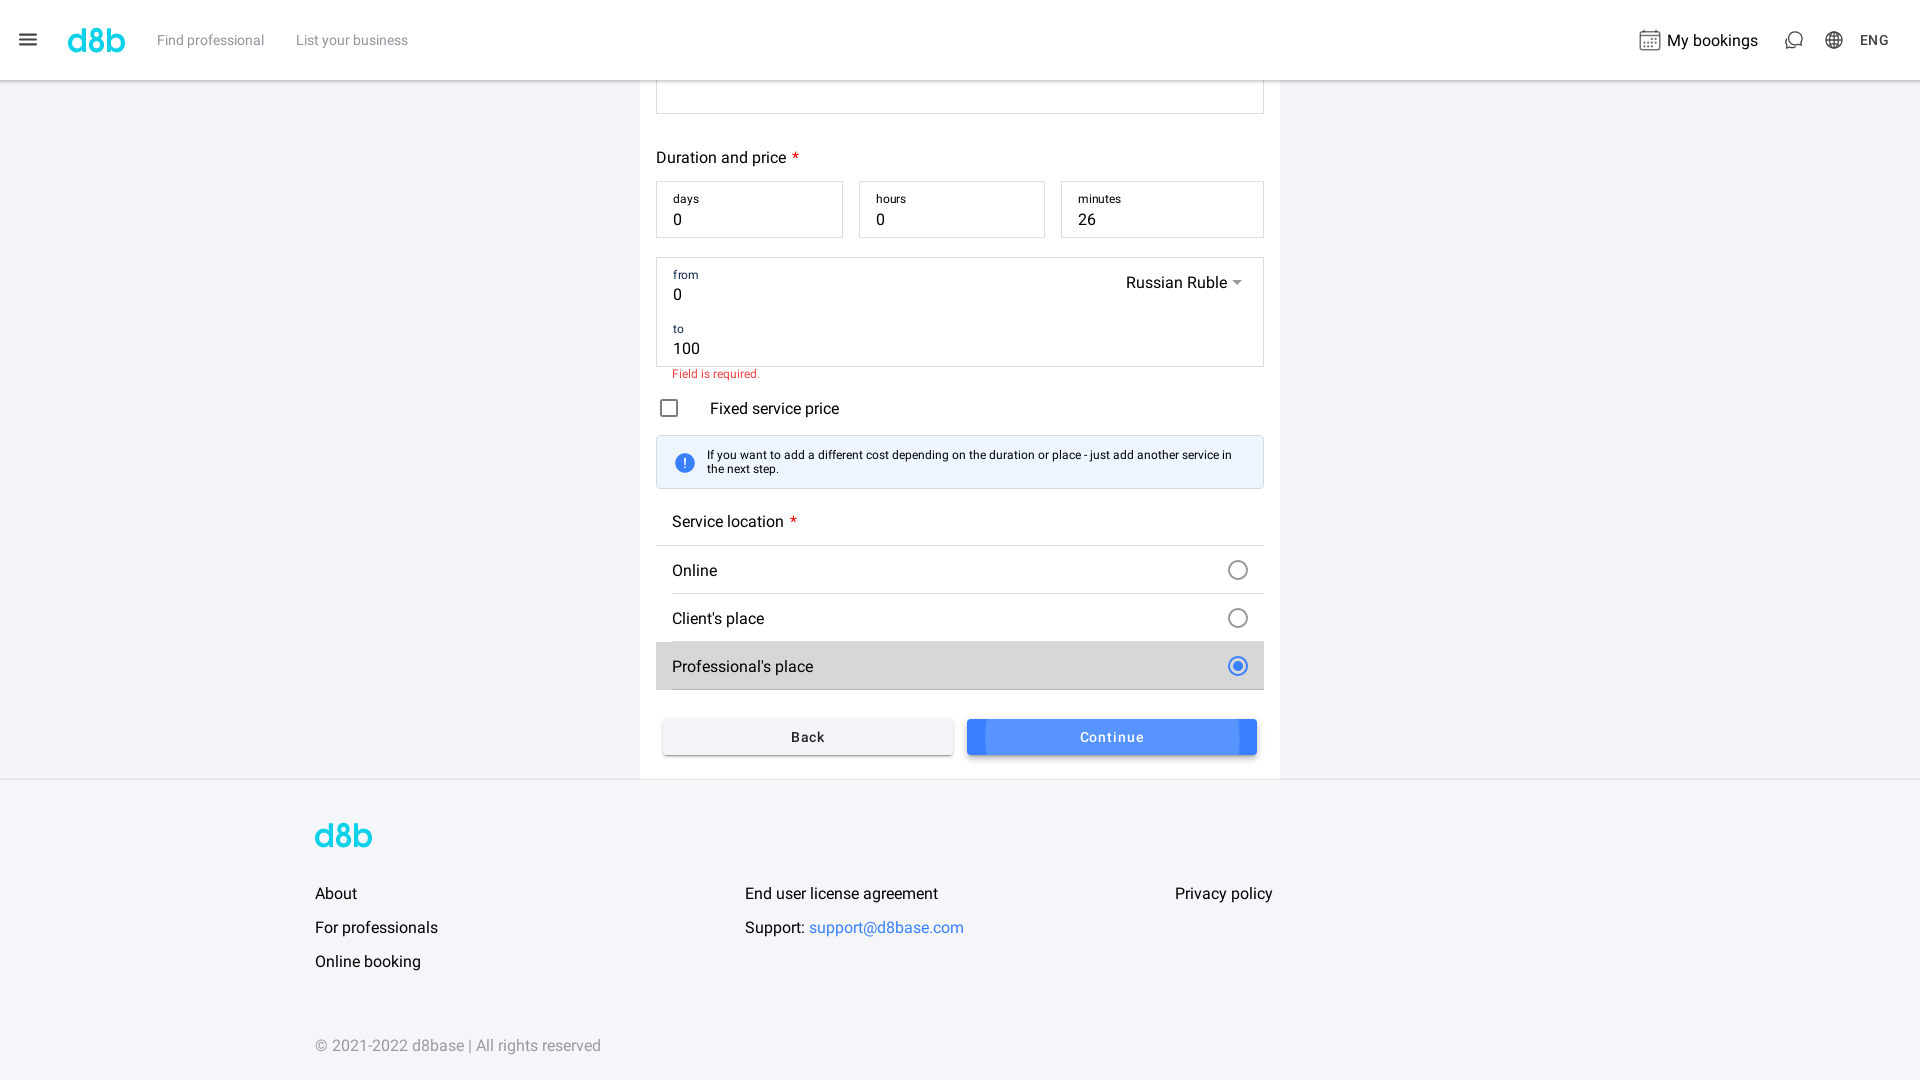 d8b
Find professional
List your business
My bookings
ENG
Duration and price *
days
0
hours
0
minutes
26
from
0
Russian Ruble
to
100
Field is required.
Fixed service price
If you want to add a different cost depending on the duration or place - just add another service in
the next step.
Service location *
Online
Client's place
Professional's place
Back
Continue
d8b
About
End user license agreement
Privacy policy
For professionals
Support: support@d8base.com
Online booking
© 2021-2022 d8base | All rights reserved